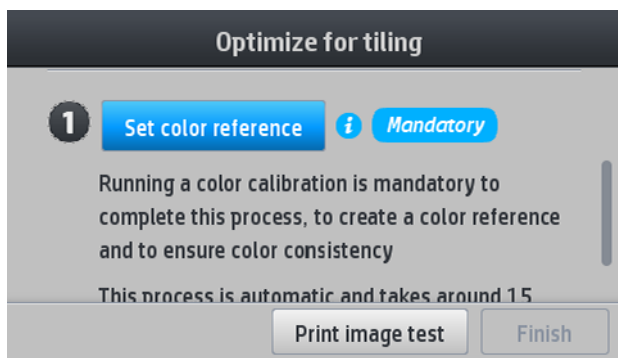 Optimize for tiling
1 Set color reference i Mandatory
Running a color calibration is mandatory to
complete this process, to create a color reference
and to ensure color consistency
This process is automatic and takes around 15
Print image test Finish